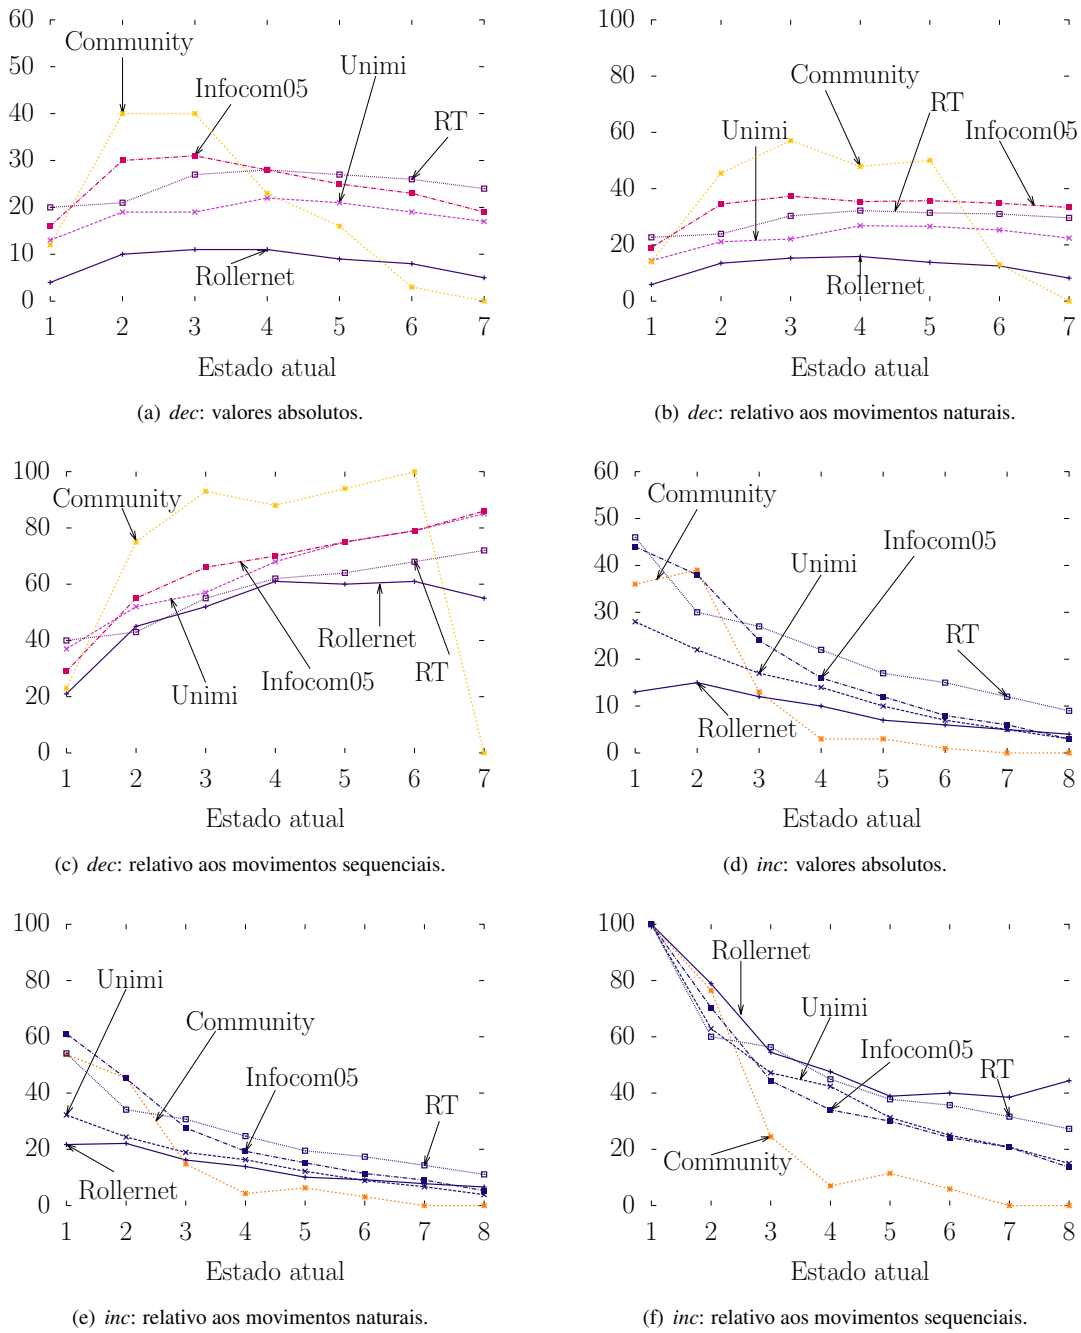 60
50
40
30
20
10
0
Community
Infocom05
Unimi
RT
Rollernet
1 2 3 4 5 6 7
Estado atual
(a) dec: valores absolutos.
100
80
60
40
20
0
Community
RT
Unimi
Infocom05
Rollernet
1 2 3 4 5 6 7
Estado atual
(b) dec: relativo aos movimentos naturais.
100
80
60
40
20
0
Community
Rollernet
Infocom05
RT
Unimi
1 2 3 4 5 6 7
Estado atual
(c) dec: relativo aos movimentos sequenciais.
60
50
40
30
20
10
0
Community
Infocom05
Unimi
RT
Rollernet
1 2 3 4 5 6 7 8
Estado atual
(d) inc: valores absolutos.
100
80
60
40
20
0
Unimi
Community
Infocom05
RT
Rollernet
1 2 3 4 5 6 7 8
Estado atual
(e) inc: relativo aos movimentos naturais.
100
80
60
40
20
0
Rollernet
Unimi
Infocom05
RT
Community
1 2 3 4 5 6 7 8
Estado atual
(f) inc: relativo aos movimentos sequenciais.